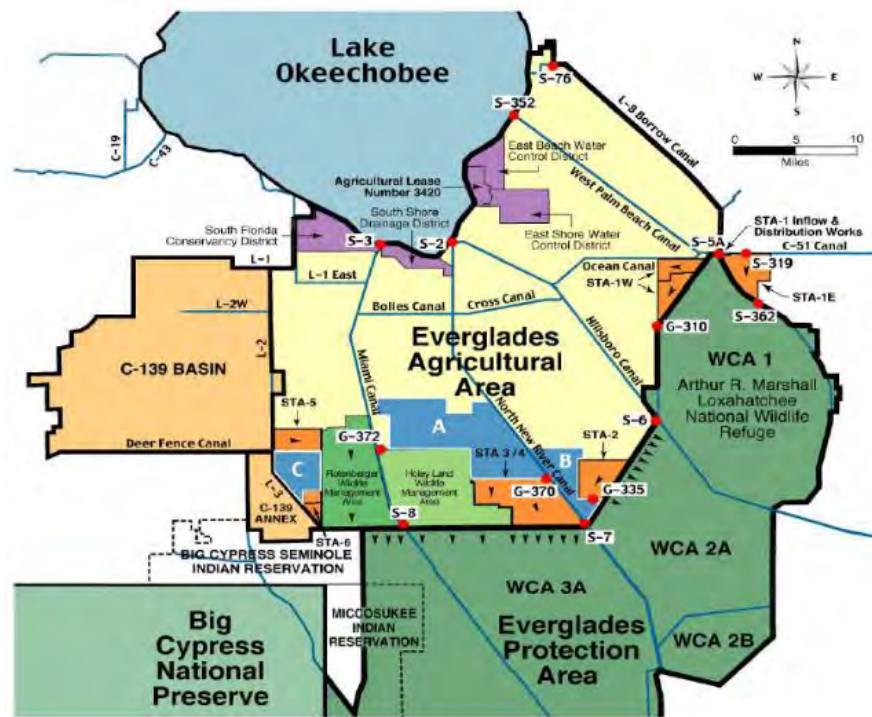 Lake
Okeechobee
S-76
S-352
L-8 Borrow Canal
N
W
E
S
0
5
10
Miles
C-19
C-43
East Beach Water
Control District
Agricultural Lease
Number 3420
South Shore
Drainage District
West Palm Beach Canal
South Florida
Conservancy District
S-3
S-2
East Shore Water
Control District
S-5A
STA-1 Inflow &
Distribution Works
C-51 Canal
S-319
L-1
L-1 East
Ocean Canal
STA-1W
STA-1E
S-362
L-2W
Bolles Canal
Cross Canal
G-310
Hillsboro Canal
L-2
C-139 BASIN
Everglades
Agricultural
Area
Miami Canal
North New River Canal
WCA 1
Arthur R. Marshall
Loxahatchee
National Wildlife
Refuge
STA-5
A
S-6
Deer Fence Canal
G-372
STA 3/4
B
STA-2
C
L-3
Rotenberger
Wildlife
Management
Area
Holey Land
Wildlife
Management
Area
G-370
G-335
C-139
ANNEX
S-8
S-7
STA-6
BIG CYPRESS SEMINOLE
INDIAN RESERVATION
WCA 2A
WCA 3A
MICCOSUKEE
INDIAN
RESERVATION
Big
Cypress
National
Preserve
Everglades
Protection
Area
WCA 2B